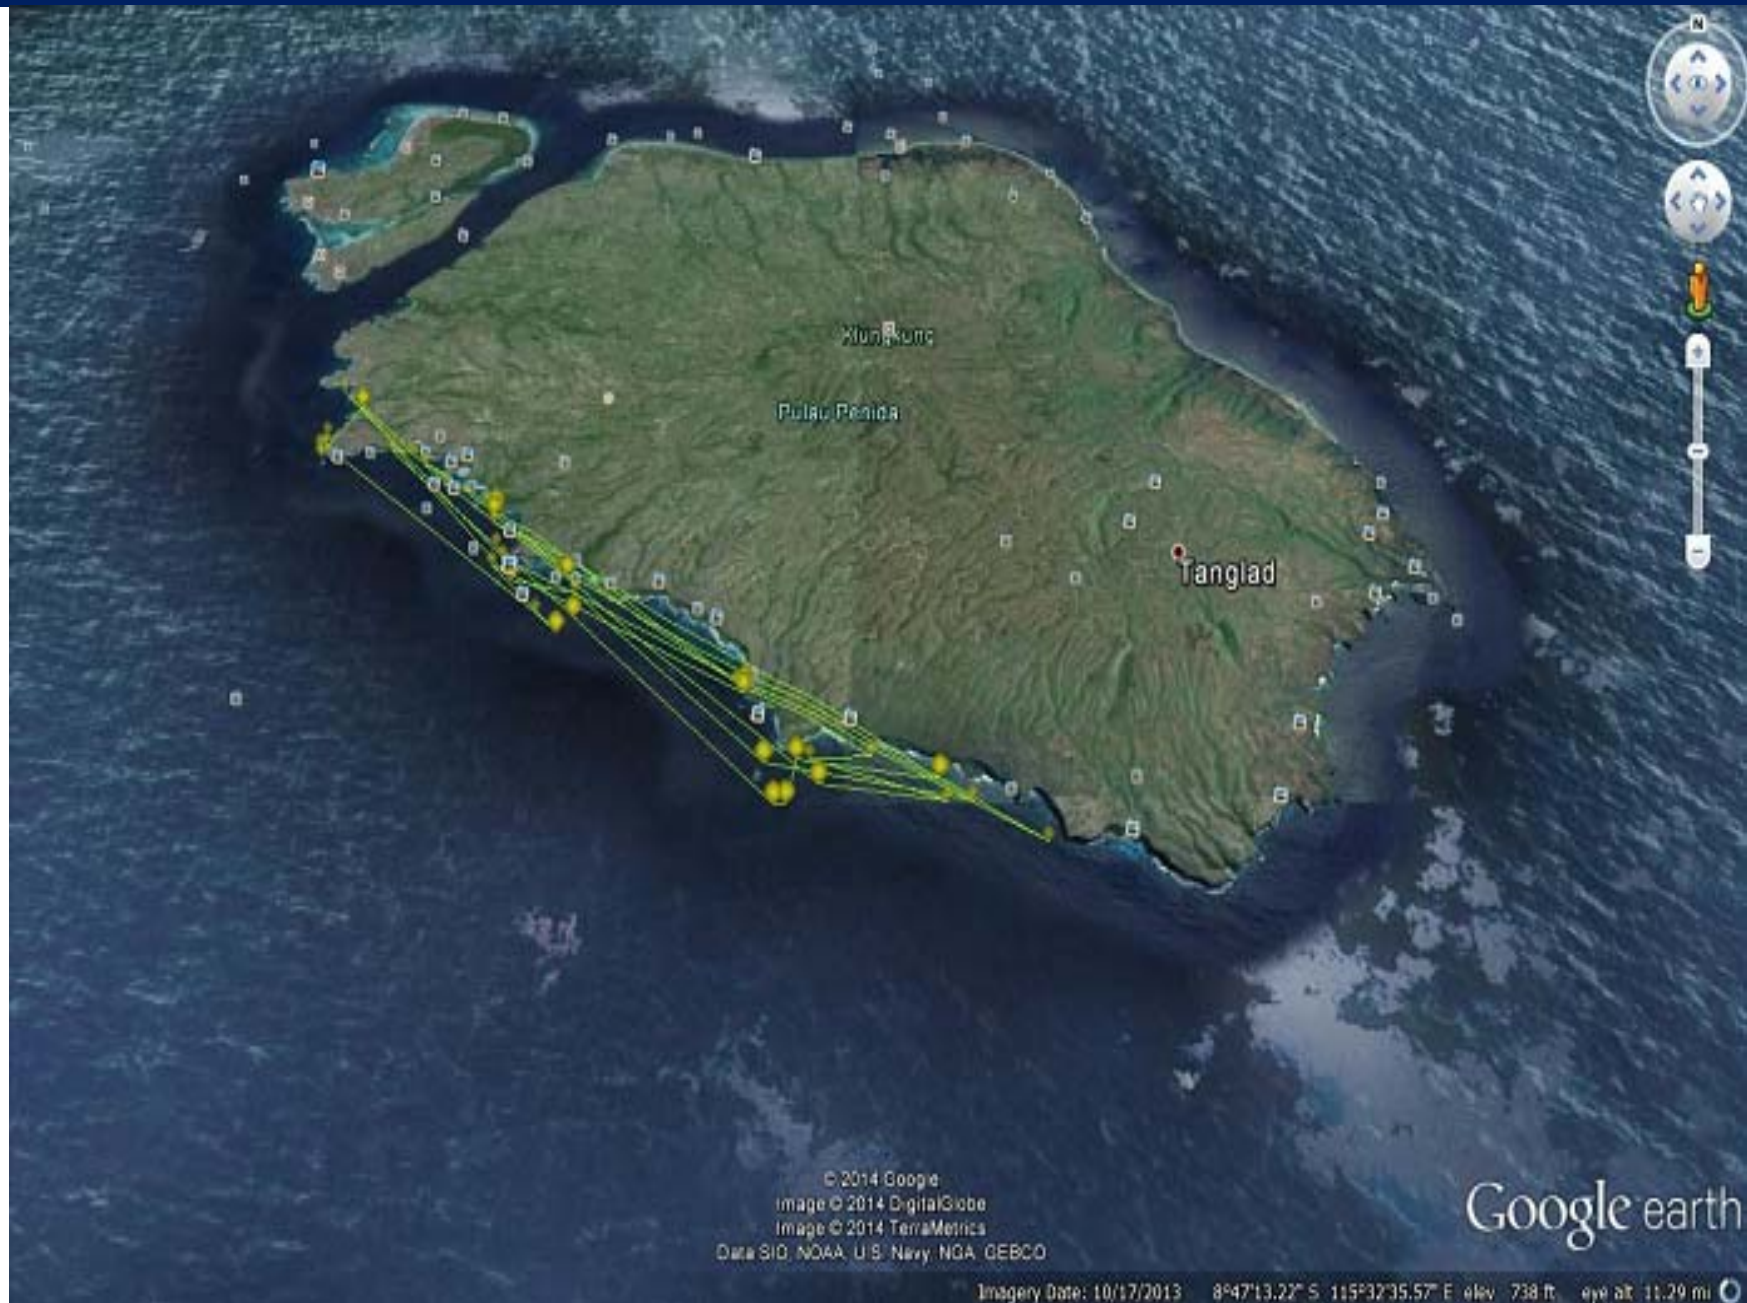 N
Klungkung
Pulau Penida
Tanglad
© 2014 Google
Image © 2014 DigitalGlobe
Image © 2014 TerraMetrics
Data SIO, NOAA, U.S. Navy, NGA, GEBCO
Google earth
Imagery Date: 10/17/2013 8°47'13.22" S 115°32'35.57" E elev 738 ft eye alt 11.29 mi